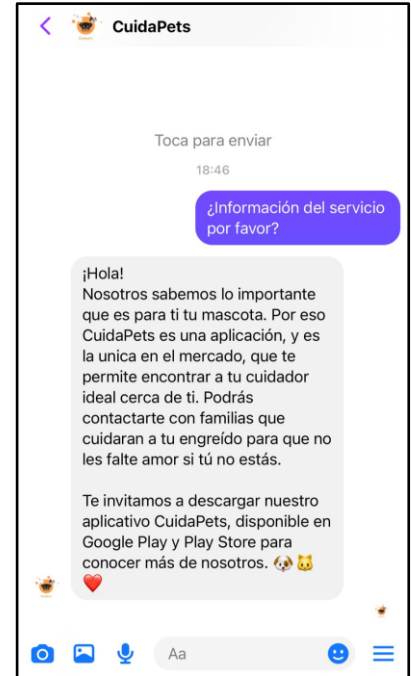 CuidaPets
Toca para enviar
18:46
¿Información del servicio
por favor?
¡Hola!
Nosotros sabemos lo importante
que es para ti tu mascota. Por eso
CuidaPets es una aplicación, y es
la unica en el mercado, que te
permite encontrar a tu cuidador
ideal cerca de ti. Podrás
contactarte con familias que
cuidaran a tu engreído para que no
les falte amor si tú no estás.
Te invitamos a descargar nuestro
aplicativo CuidaPets, disponible en
Google Play y Play Store para
conocer más de nosotros. 🐶 🐱
❤️
Aa